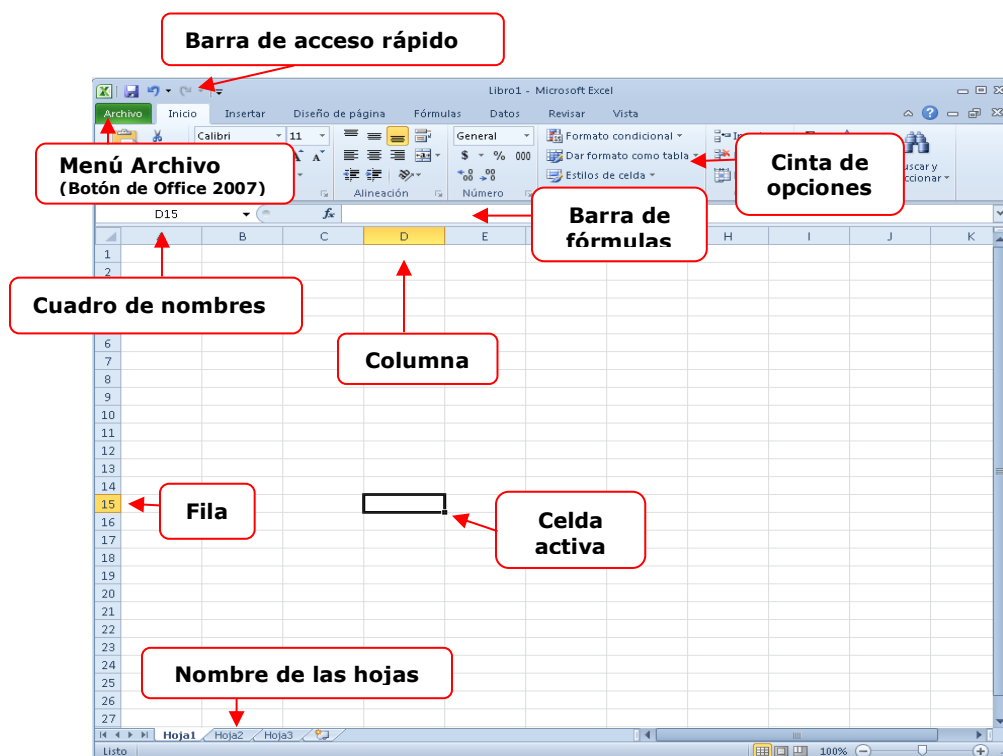 Barra de acceso rápido
Libro1 - Microsoft Excel
Archivo Inicio Insertar Diseño de página Fórmulas Datos Revisar Vista
Calibri 11 General Formato condicional
Menú Archivo
(Botón de Office 2007)
$ % 000 Dar formato como tabla
Estilos de celda
Cinta de
opciones
Alineación Número
D15 fx
Barra de
fórmulas
B C D E H I J K
1
2
Cuadro de nombres
6
Columna
7
8
9
10
11
12
13
14
15
Fila
Celda
activa
16
17
18
19
20
21
22
23
24
Nombre de las hojas
25
26
27
Hoja1 Hoja2 Hoja3
Listo 100%